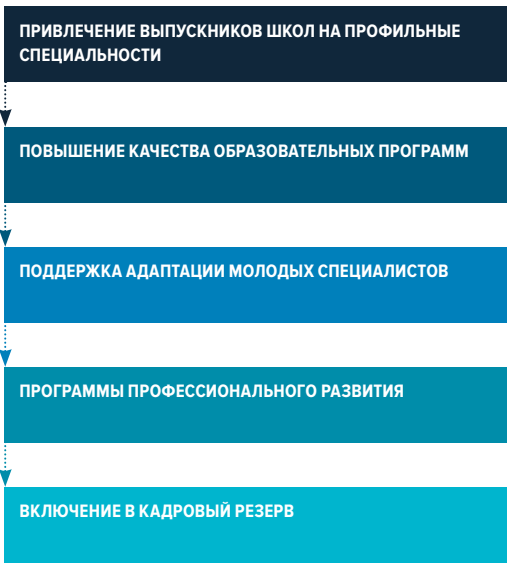 ПРИВЛЕЧЕНИЕ ВЫПУСКНИКОВ ШКОЛ НА ПРОФИЛЬНЫЕ
СПЕЦИАЛЬНОСТИ
ПОВЫШЕНИЕ КАЧЕСТВА ОБРАЗОВАТЕЛЬНЫХ ПРОГРАММ
ПОДДЕРЖКА АДАПТАЦИИ МОЛОДЫХ СПЕЦИАЛИСТОВ
ПРОГРАММЫ ПРОФЕССИОНАЛЬНОГО РАЗВИТИЯ
ВКЛЮЧЕНИЕ В КАДРОВЫЙ РЕЗЕРВ